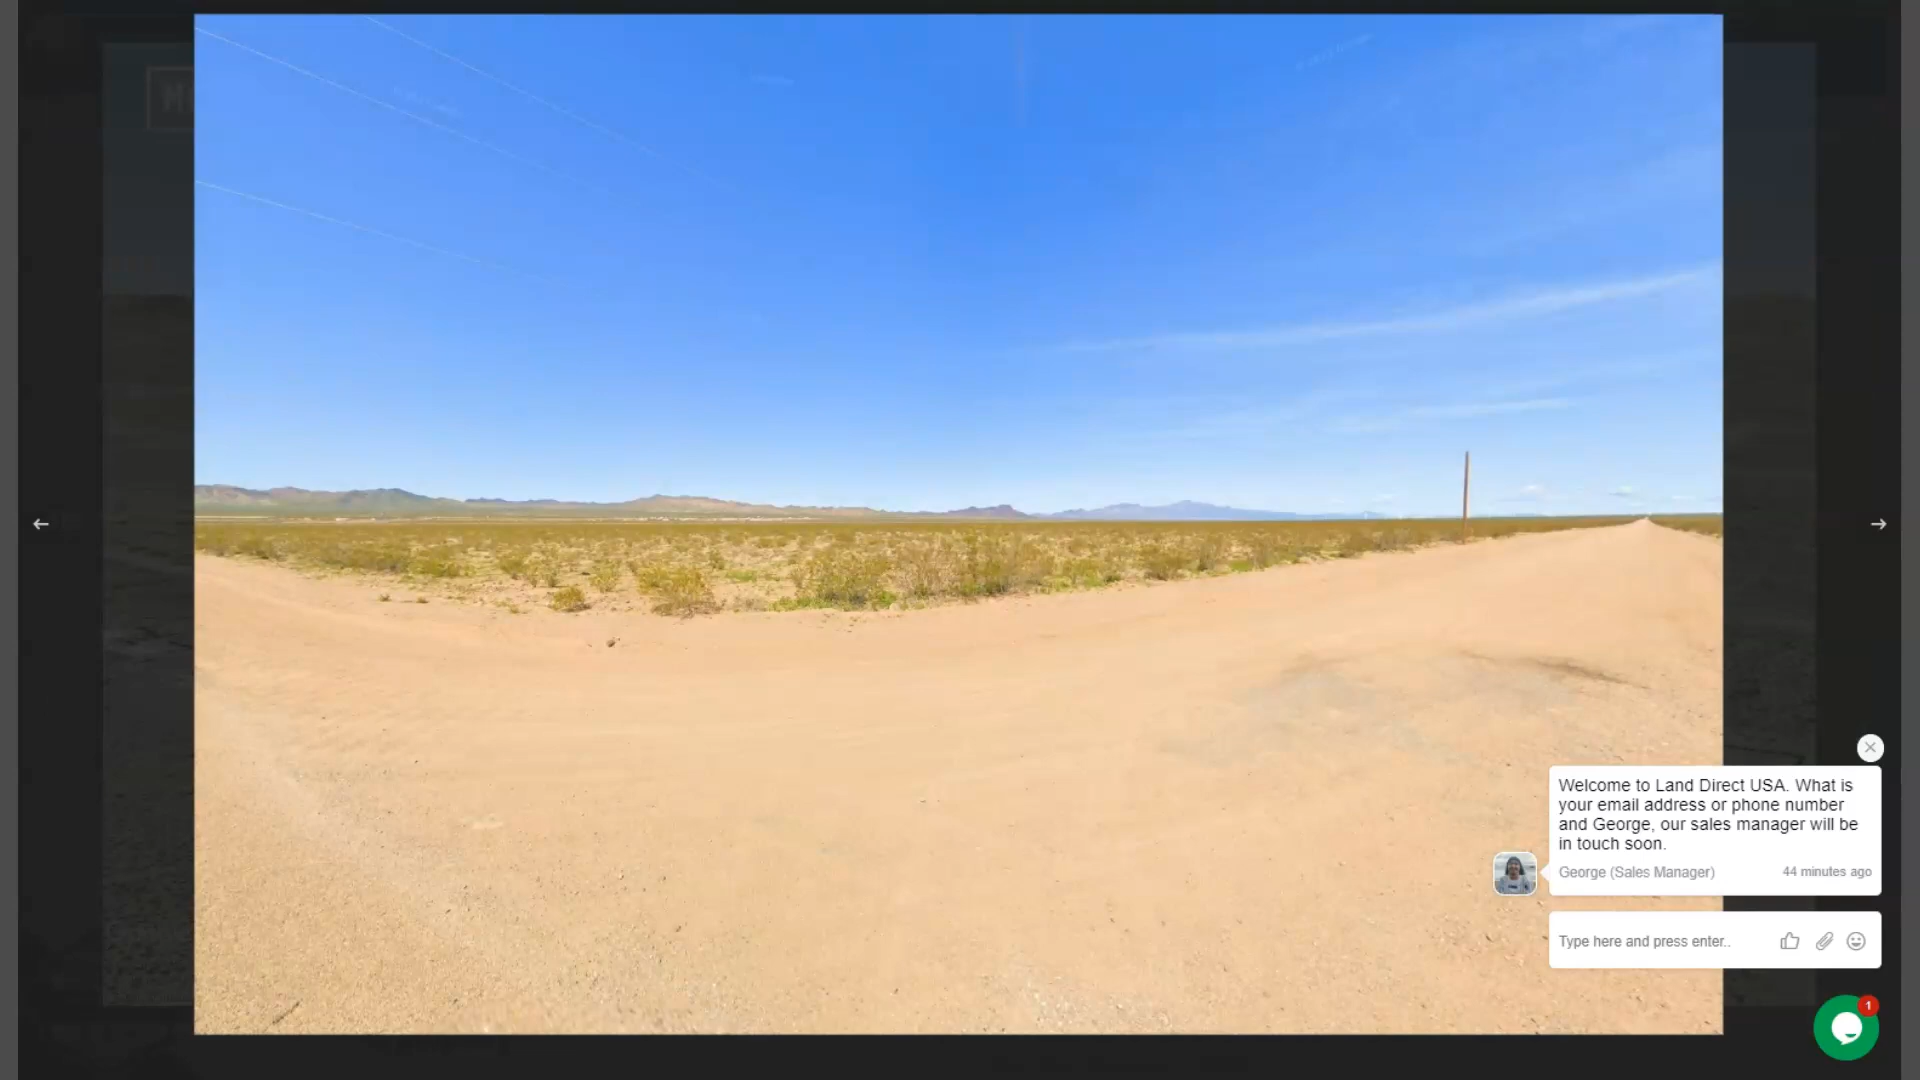 Welcome to Land Direct USA. What is
your email address or phone number
and George, our sales manager will be
in touch soon.
George (Sales Manager)
44 minutes ago
Type here and press enter..
1